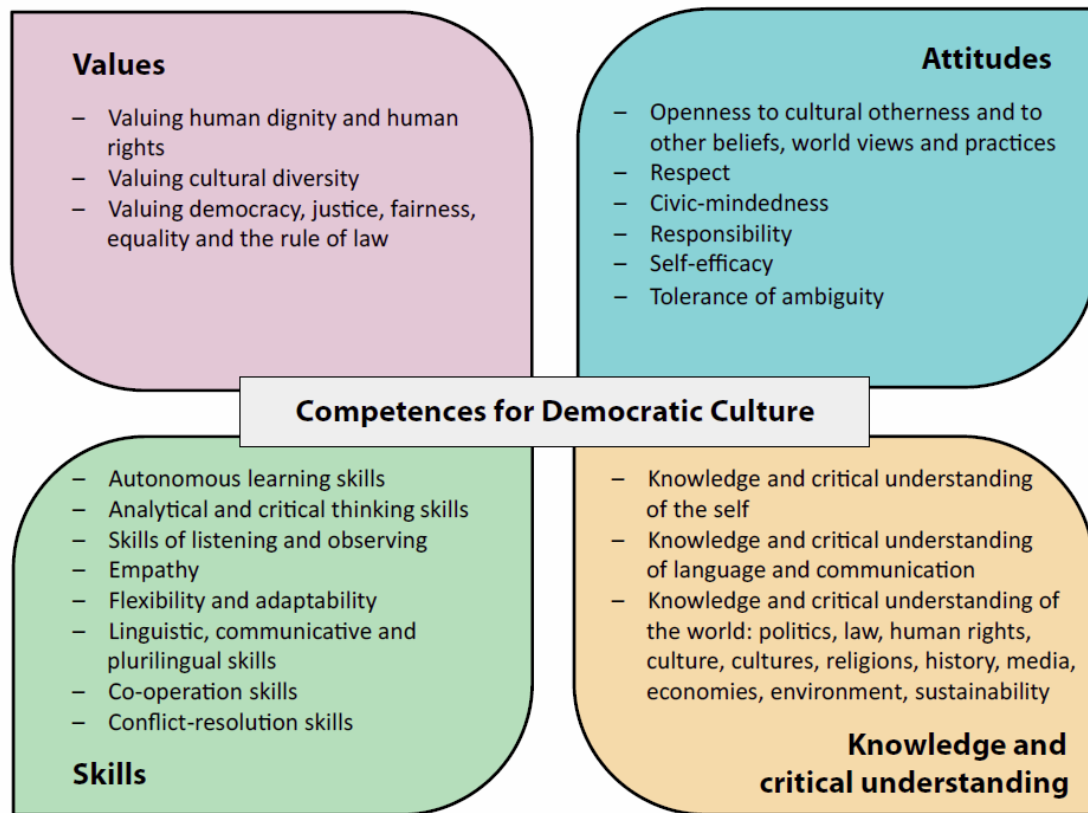 Values
– Valuing human dignity and human
rights
– Valuing cultural diversity
– Valuing democracy, justice, fairness,
equality and the rule of law
Attitudes
– Openness to cultural otherness and to
other beliefs, world views and practices
– Respect
– Civic-mindedness
– Responsibility
– Self-efficacy
– Tolerance of ambiguity
Competences for Democratic Culture
– Autonomous learning skills
– Analytical and critical thinking skills
– Skills of listening and observing
– Empathy
– Flexibility and adaptability
– Linguistic, communicative and
plurilingual skills
– Co-operation skills
– Conflict-resolution skills
Skills
– Knowledge and critical understanding
of the self
– Knowledge and critical understanding
of language and communication
– Knowledge and critical understanding of
the world: politics, law, human rights,
culture, cultures, religions, history, media,
economies, environment, sustainability
Knowledge and
critical understanding